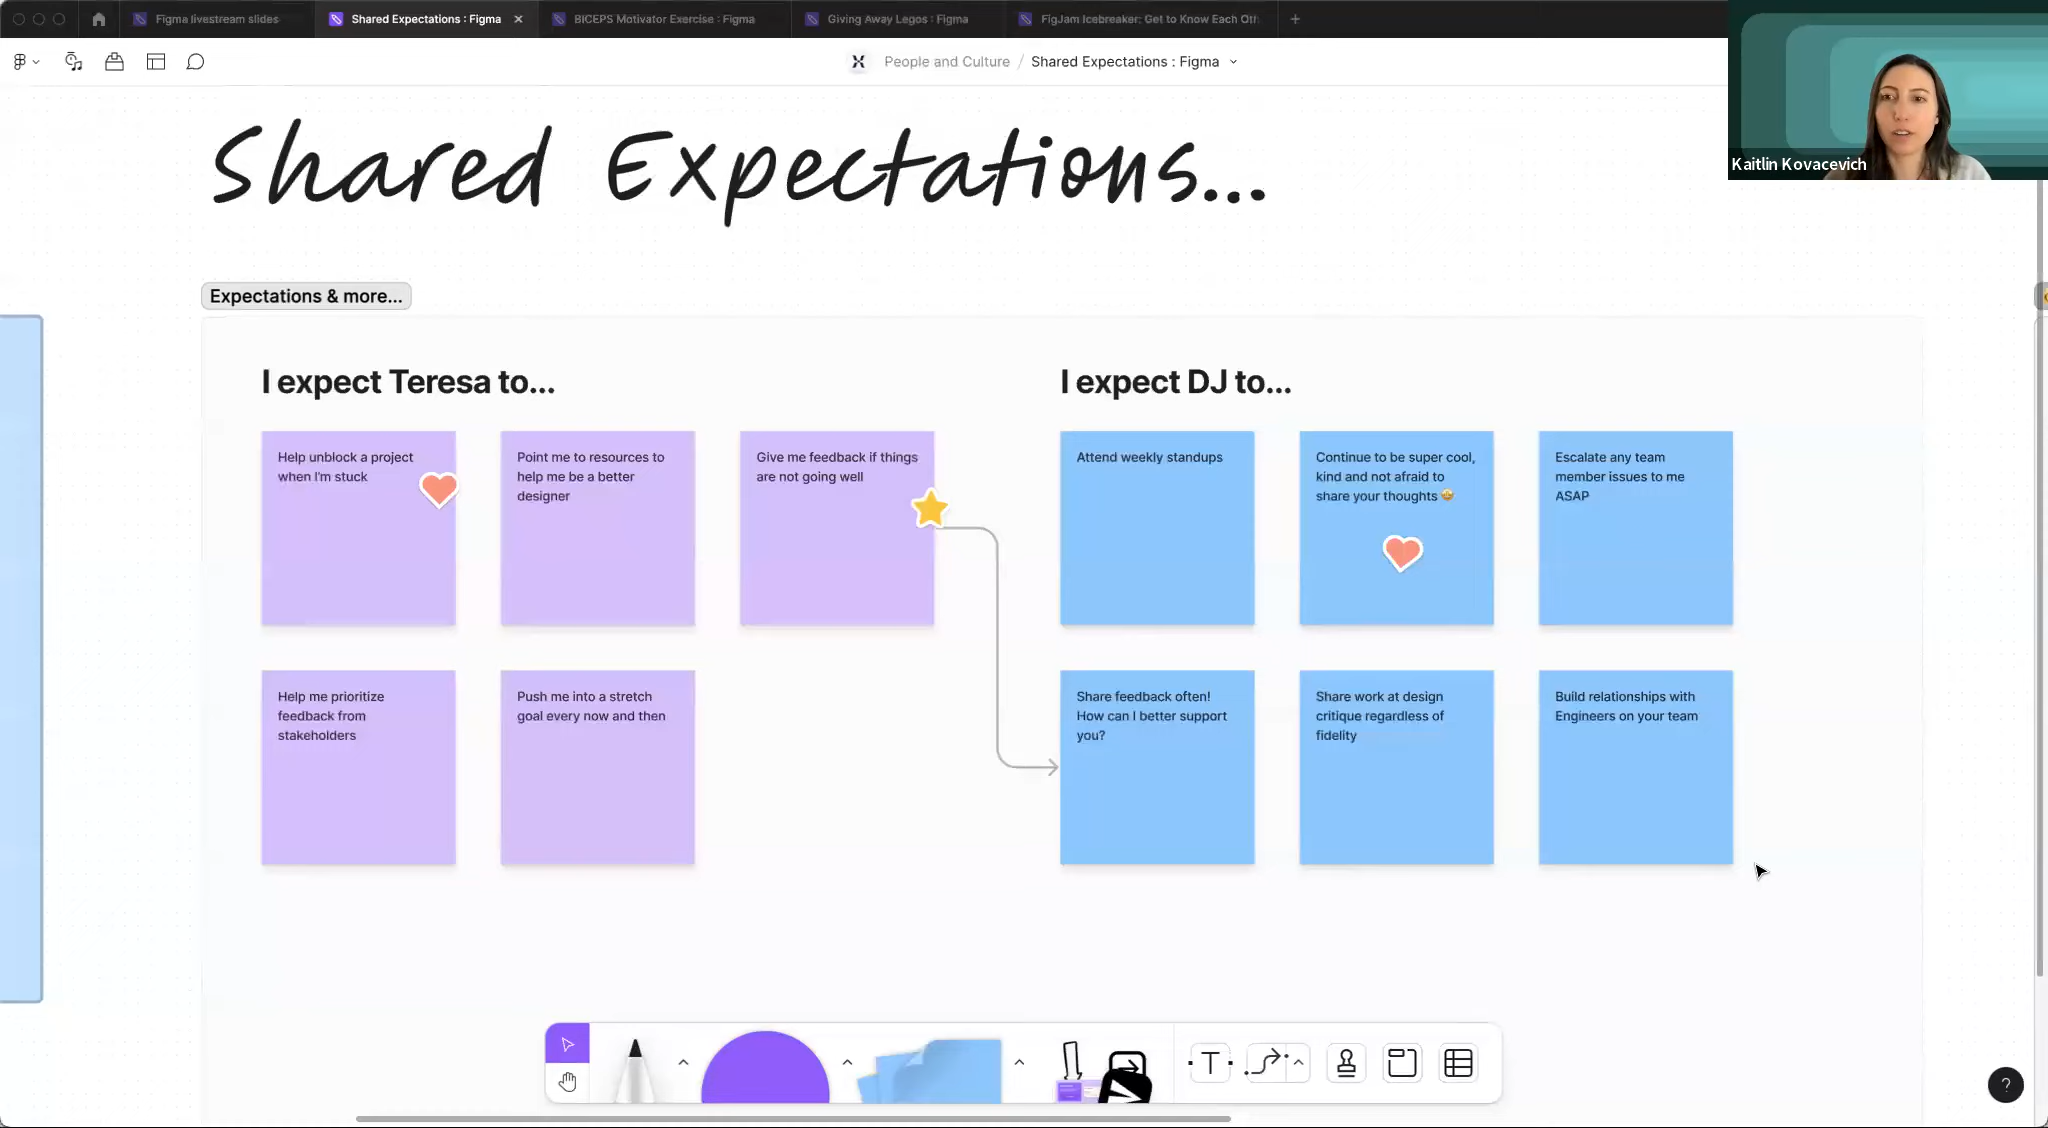 Figma livestream slides
Shared Expectations : Figma
BICEPS Motivator Exercise : Figma
Giving Away Legos : Figma
FigJam Icebreaker: Get to Know Each Oth
People and Culture / Shared Expectations : Figma
Kaitlin Kovacevich
Shared Expectations...
Expectations & more...
I expect Teresa to...
Help unblock a project
when I'm stuck
Point me to resources to
help me be a better
designer
Give me feedback if things
are not going well
Help me prioritize
feedback from
stakeholders
Push me into a stretch
goal every now and then
I expect DJ to...
Attend weekly standups
Continue to be super cool,
kind and not afraid to
share your thoughts 🤩
Escalate any team
member issues to me
ASAP
Share feedback often!
How can I better support
you?
Share work at design
critique regardless of
fidelity
Build relationships with
Engineers on your team
T
?